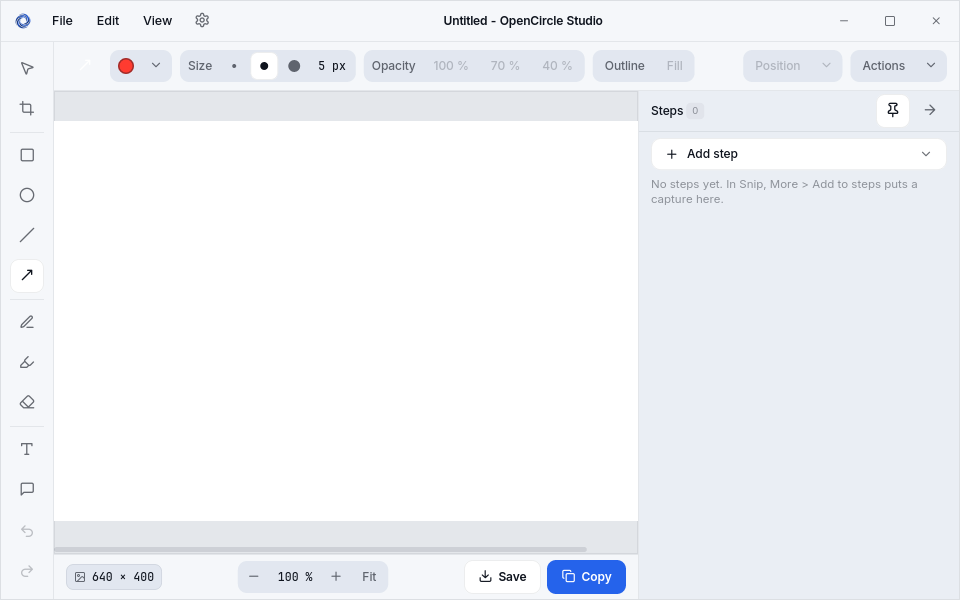 File Edit View Untitled - OpenCircle Studio
Size 5 px Opacity 100 % 70 % 40 % Outline Fill Position Actions
Steps 0
Add step
No steps yet. In Snip, More > Add to steps puts a
capture here.
640 × 400 100 % Fit Save Copy